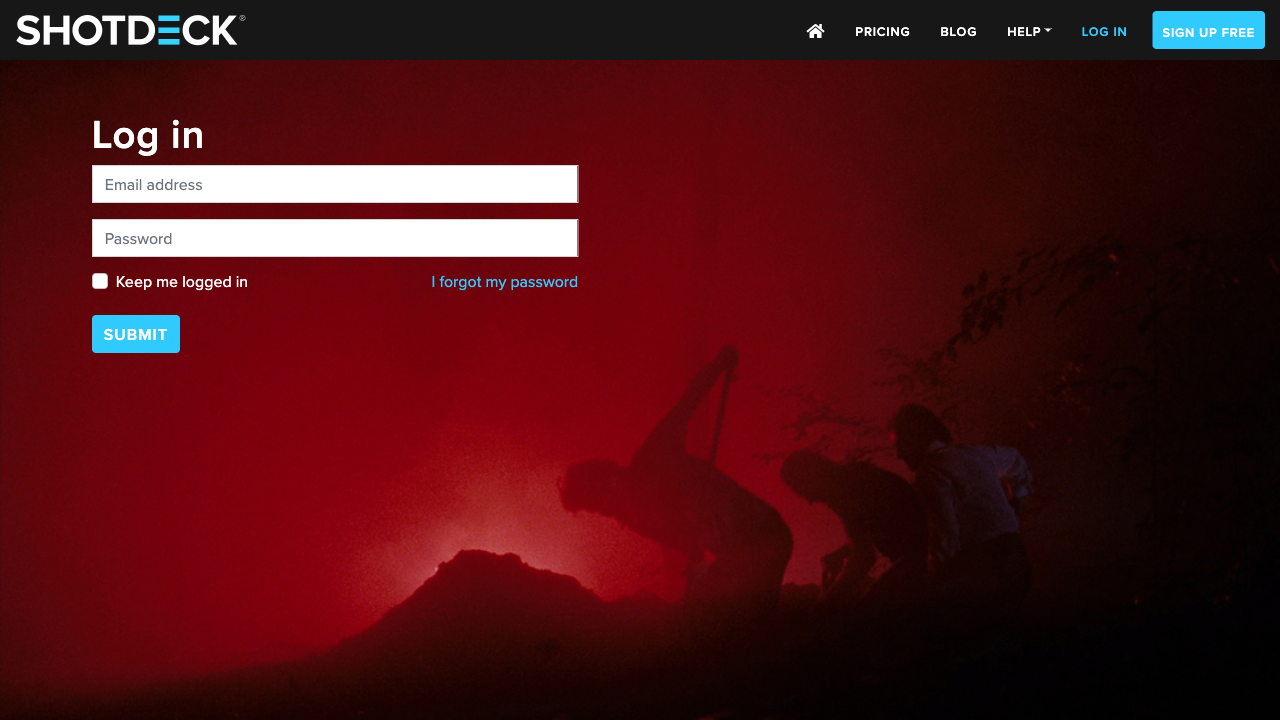 SHOTDECK®
PRICING
BLOG
HELP
LOG IN
SIGN UP FREE
Log in
Email address
Password
Keep me logged in
I forgot my password
SUBMIT